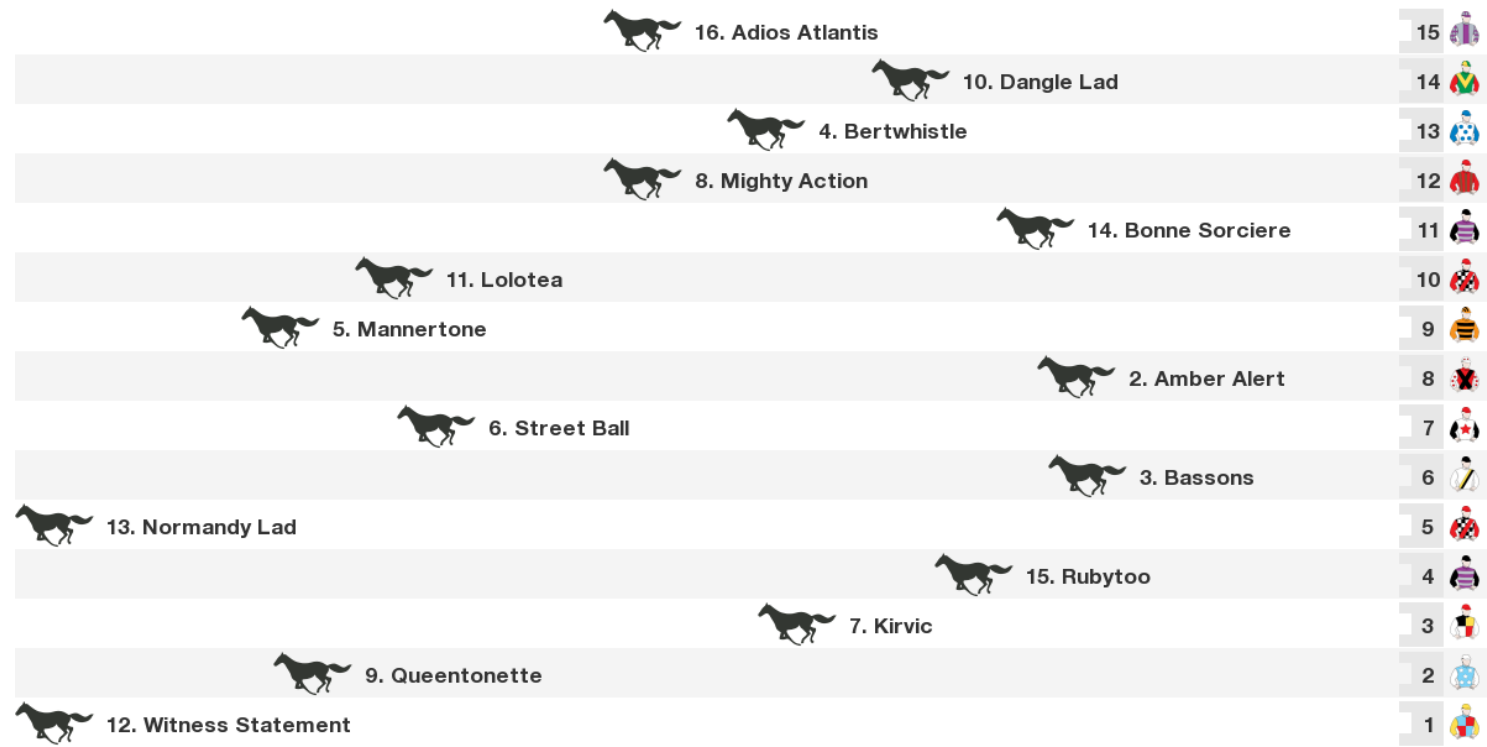 16. Adios Atlantis 15
10. Dangle Lad 14
4. Bertwhistle 13
8. Mighty Action 12
14. Bonne Sorciere 11
11. Lolotea 10
5. Mannertone 9
2. Amber Alert 8
6. Street Ball 7
3. Bassons 6
13. Normandy Lad 5
15. Rubytoo 4
7. Kirvic 3
9. Queentonette 2
12. Witness Statement 1